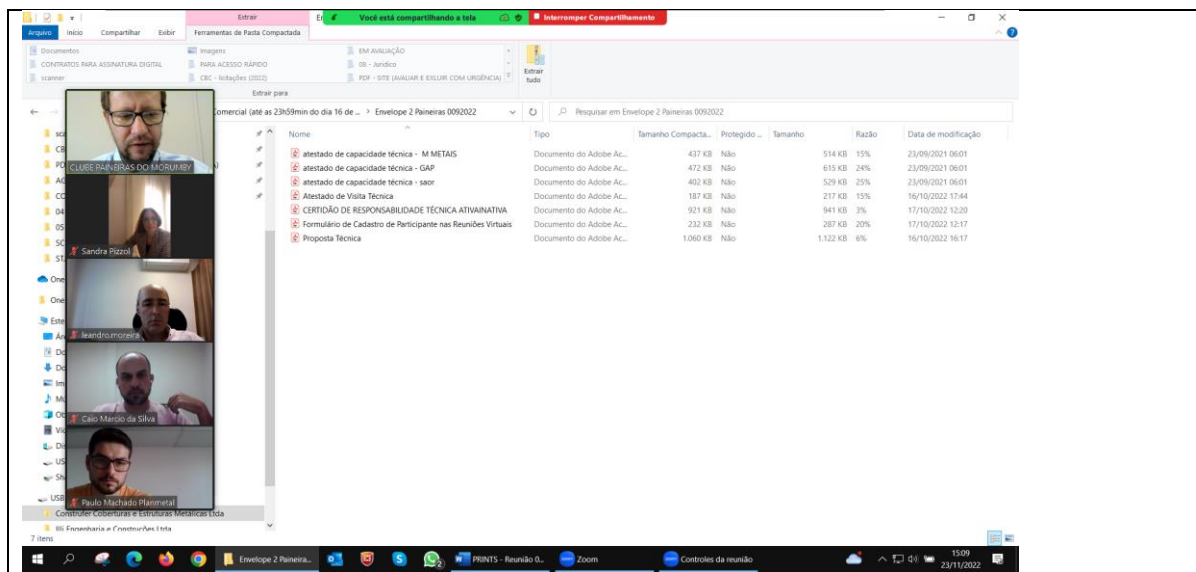 Extrair
Você está compartilhando a tela
Interromper Compartilhamento
Arquivo Início Compartilhar Exibir Ferramentas de Pasta Compactada
Documentos Imagens EM AVALIAÇÃO
CONTRATOS PARA ASSINATURA DIGITAL PARA ACESSO RÁPIDO 08 - Jurídico
scanner CBC - licitações (2022) PDF - SITE (AVALIAR E EXLUIR COM URGÊNCIA)
Extrair tudo
Extrair para
Comercial (até as 23h59min do dia 16 de ... > Envelope 2 Paineiras 0092022
Pesquisar em Envelope 2 Paineiras 0092022
Nome Tipo Tamanho Compacta... Protegido ... Tamanho Razão Data de modificação
atestado de capacidade técnica - M METAIS Documento do Adobe Ac... 437 KB Não 514 KB 15% 23/09/2021 06:01
atestado de capacidade técnica - GAP Documento do Adobe Ac... 472 KB Não 615 KB 24% 23/09/2021 06:01
atestado de capacidade técnica - saor Documento do Adobe Ac... 402 KB Não 529 KB 25% 23/09/2021 06:01
Atestado de Visita Técnica Documento do Adobe Ac... 187 KB Não 217 KB 15% 16/10/2022 17:44
CERTIDÃO DE RESPONSABILIDADE TÉCNICA ATIVAINATIVA Documento do Adobe Ac... 921 KB Não 941 KB 3% 17/10/2022 12:20
Formulário de Cadastro de Participante nas Reuniões Virtuais Documento do Adobe Ac... 232 KB Não 287 KB 20% 17/10/2022 12:17
Proposta Técnica Documento do Adobe Ac... 1.060 KB Não 1.122 KB 6% 16/10/2022 16:17
CLUBE PAINEIRAS DO MORUMBY
Sandra Pizzol
leandro.moreira
Caio Marcio da Silva
Paulo Machado Planmetal
Construfer Coberturas e Estruturas Metálicas Ltda
7 itens
Envelope 2 Paineira... PRINTS - Reunião 0... Zoom Controles da reunião
15:09
23/11/2022